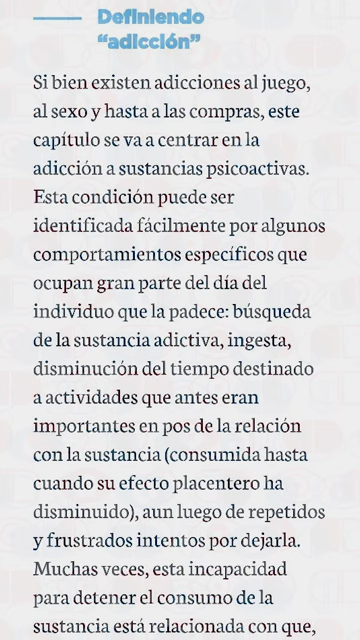 Definiendo
“adicción”
Si bien existen adicciones al juego,
al sexo y hasta a las compras, este
capítulo se va a centrar en la
adicción a sustancias psicoactivas.
Esta condición puede ser
identificada fácilmente por algunos
comportamientos específicos que
ocupan gran parte del día del
individuo que la padece: búsqueda
de la sustancia adictiva, ingesta,
disminución del tiempo destinado
a actividades que antes eran
importantes en pos de la relación
con la sustancia (consumida hasta
cuando su efecto placentero ha
disminuido), aun luego de repetidos
y frustrados intentos por dejarla.
Muchas veces, esta incapacidad
para detener el consumo de la
sustancia está relacionada con que,